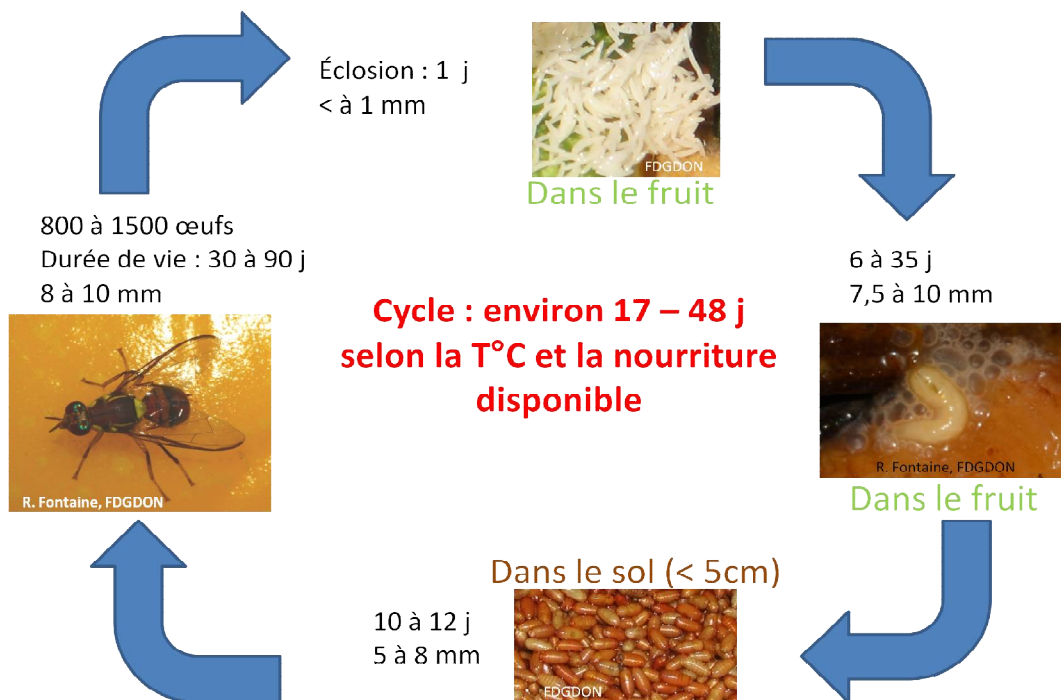 Éclosion : 1 j
< à 1 mm
FDGDON
Dans le fruit
800 à 1500 œufs
Durée de vie : 30 à 90 j
8 à 10 mm
6 à 35 j
7,5 à 10 mm
Cycle : environ 17 – 48 j
selon la T°C et la nourriture
disponible
R. Fontaine, FDGDON
R. Fontaine, FDGDON
Dans le fruit
Dans le sol (< 5cm)
10 à 12 j
5 à 8 mm
FDGDON